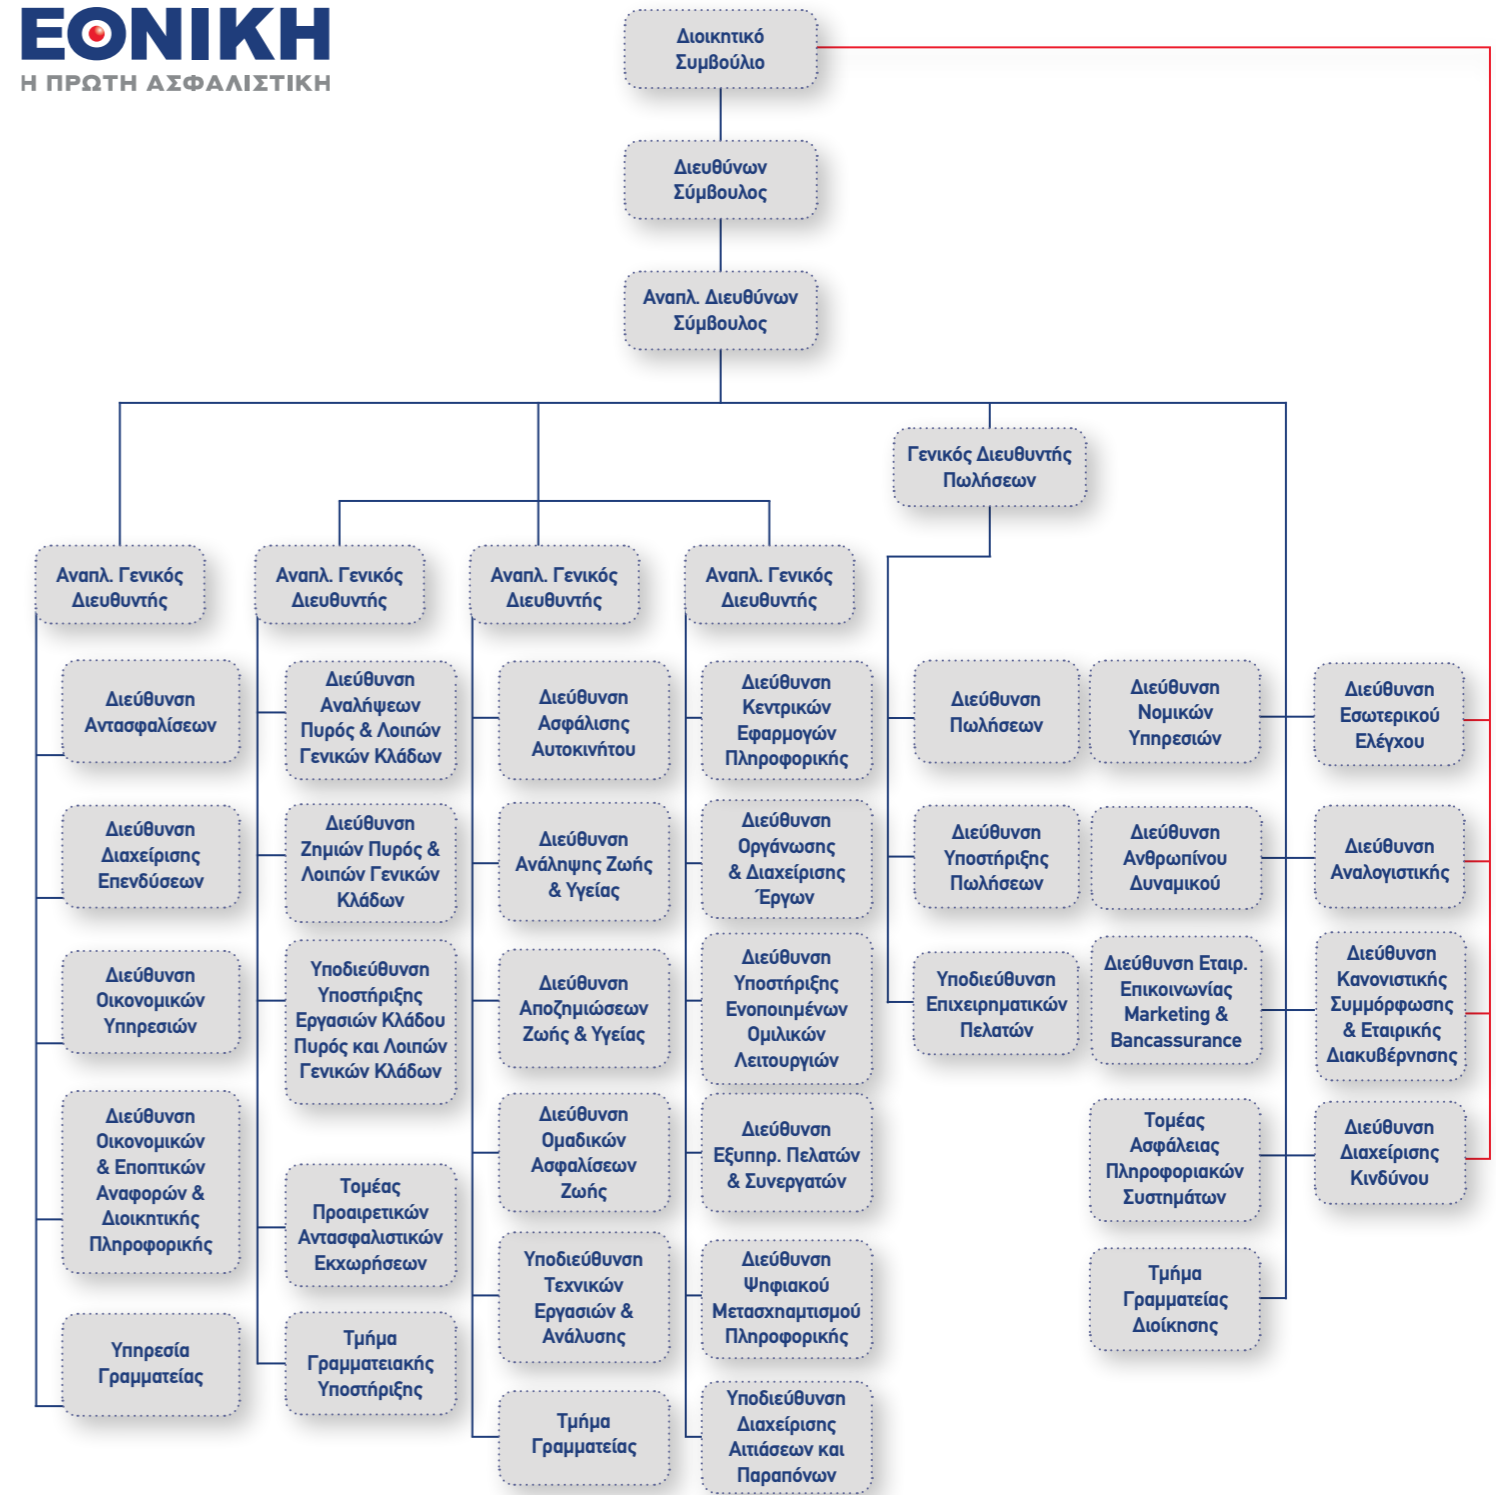 ΕΘΝΙΚΗ
Η ΠΡΩΤΗ ΑΣΦΑΛΙΣΤΙΚΗ
Διοικητικό
Συμβούλιο
Διευθύνων
Σύμβουλος
Αναπλ. Διευθύνων
Σύμβουλος
Γενικός Διευθυντής
Πωλήσεων
Αναπλ. Γενικός
Διευθυντής
Αναπλ. Γενικός
Διευθυντής
Αναπλ. Γενικός
Διευθυντής
Αναπλ. Γενικός
Διευθυντής
Διεύθυνση
Αντασφαλίσεων
Διεύθυνση
Διαχείρισης
Επενδύσεων
Διεύθυνση
Οικονομικών
Υπηρεσιών
Διεύθυνση
Οικονομικών
& Εποπτικών
Αναφορών &
Διοικητικής
Πληροφορικής
Υπηρεσία
Γραμματείας
Διεύθυνση
Αναλήψεων
Πυρός & Λοιπών
Γενικών Κλάδων
Διεύθυνση
Ζημιών Πυρός &
Λοιπών Γενικών
Κλάδων
Υποδιεύθυνση
Υποστήριξης
Εργασιών Κλάδου
Πυρός και Λοιπών
Γενικών Κλάδων
Τομέας
Προαιρετικών
Αντασφαλιστικών
Εκχωρήσεων
Τμήμα
Γραμματειακής
Υποστήριξης
Διεύθυνση
Ασφάλισης
Αυτοκινήτου
Διεύθυνση
Ανάληψης Ζωής
& Υγείας
Διεύθυνση
Αποζημιώσεων
Ζωής & Υγείας
Διεύθυνση
Ομαδικών
Ασφαλίσεων
Ζωής
Υποδιεύθυνση
Τεχνικών
Εργασιών &
Ανάλυσης
Τμήμα
Γραμματείας
Διεύθυνση
Κεντρικών
Εφαρμογών
Πληροφορικής
Διεύθυνση
Οργάνωσης
& Διαχείρισης
Έργων
Διεύθυνση
Υποστήριξης
Ενοποιημένων
Ομιλικών
Λειτουργιών
Διεύθυνση
Εξυπηρ. Πελατών
& Συνεργατών
Διεύθυνση
Ψηφιακού
Μετασχηαμτισμού
Πληροφορικής
Υποδιεύθυνση
Διαχείρισης
Αιτιάσεων και
Παραπόνων
Διεύθυνση
Πωλήσεων
Διεύθυνση
Υποστήριξης
Πωλήσεων
Υποδιεύθυνση
Επιχειρηματικών
Πελατών
Διεύθυνση
Νομικών
Υπηρεσιών
Διεύθυνση
Ανθρωπίνου
Δυναμικού
Διεύθυνση Εταιρ.
Επικοινωνίας
Marketing &
Bancassurance
Τομέας
Ασφάλειας
Πληροφοριακών
Συστημάτων
Τμήμα
Γραμματείας
Διοίκησης
Διεύθυνση
Εσωτερικού
Ελέγχου
Διεύθυνση
Αναλογιστικής
Διεύθυνση
Κανονιστικής
Συμμόρφωσης
& Εταιρικής
Διακυβέρνησης
Διεύθυνση
Διαχείρισης
Κινδύνου